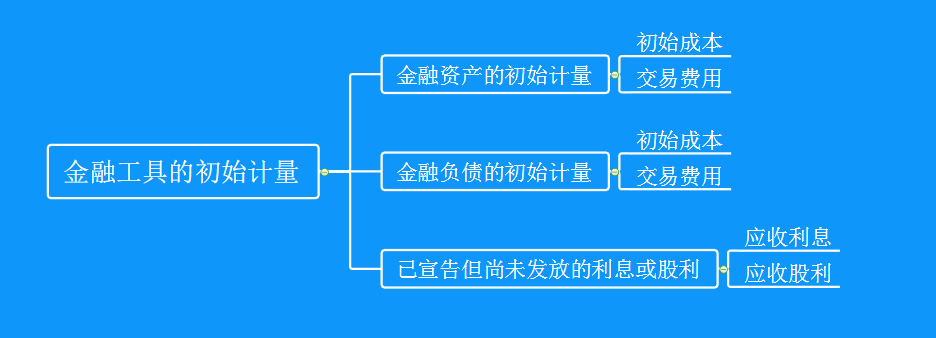 金融工具的初始计量
金融资产的初始计量
初始成本
交易费用
金融负债的初始计量
初始成本
交易费用
已宣告但尚未发放的利息或股利
应收利息
应收股利